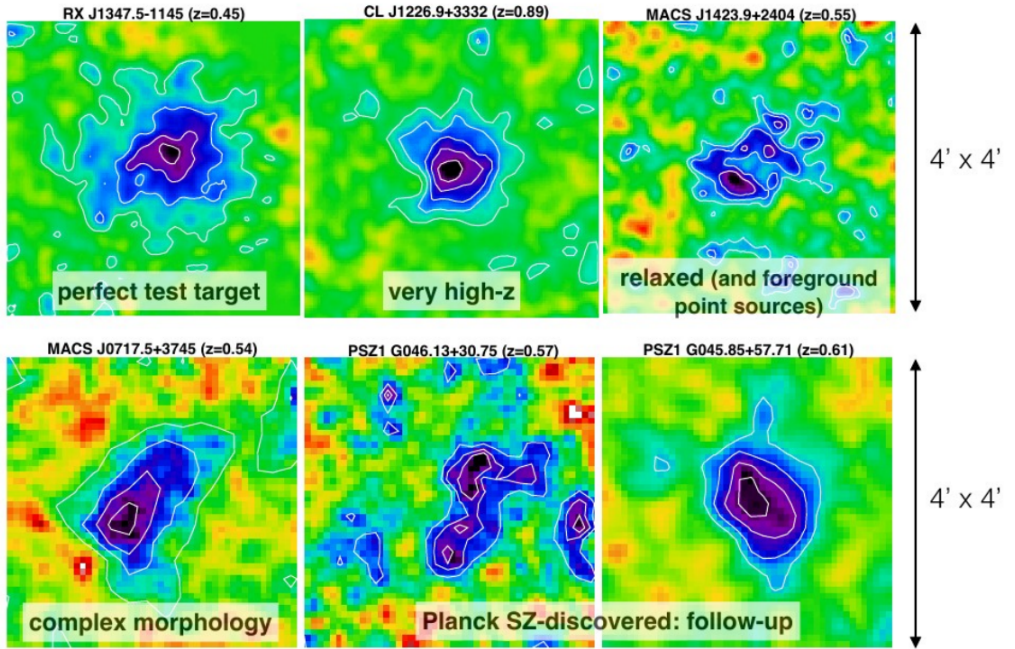 RX J1347.5-1145 (z=0.45)
CL J1226.9+3332 (z=0.89)
MACS J1423.9+2404 (z=0.55)
4’ x 4’
perfect test target
very high-z
relaxed (and foreground
point sources)
MACS J0717.5+3745 (z=0.54)
PSZ1 G046.13+30.75 (z=0.57)
PSZ1 G045.85+57.71 (z=0.61)
4’ x 4’
complex morphology
Planck SZ-discovered: follow-up